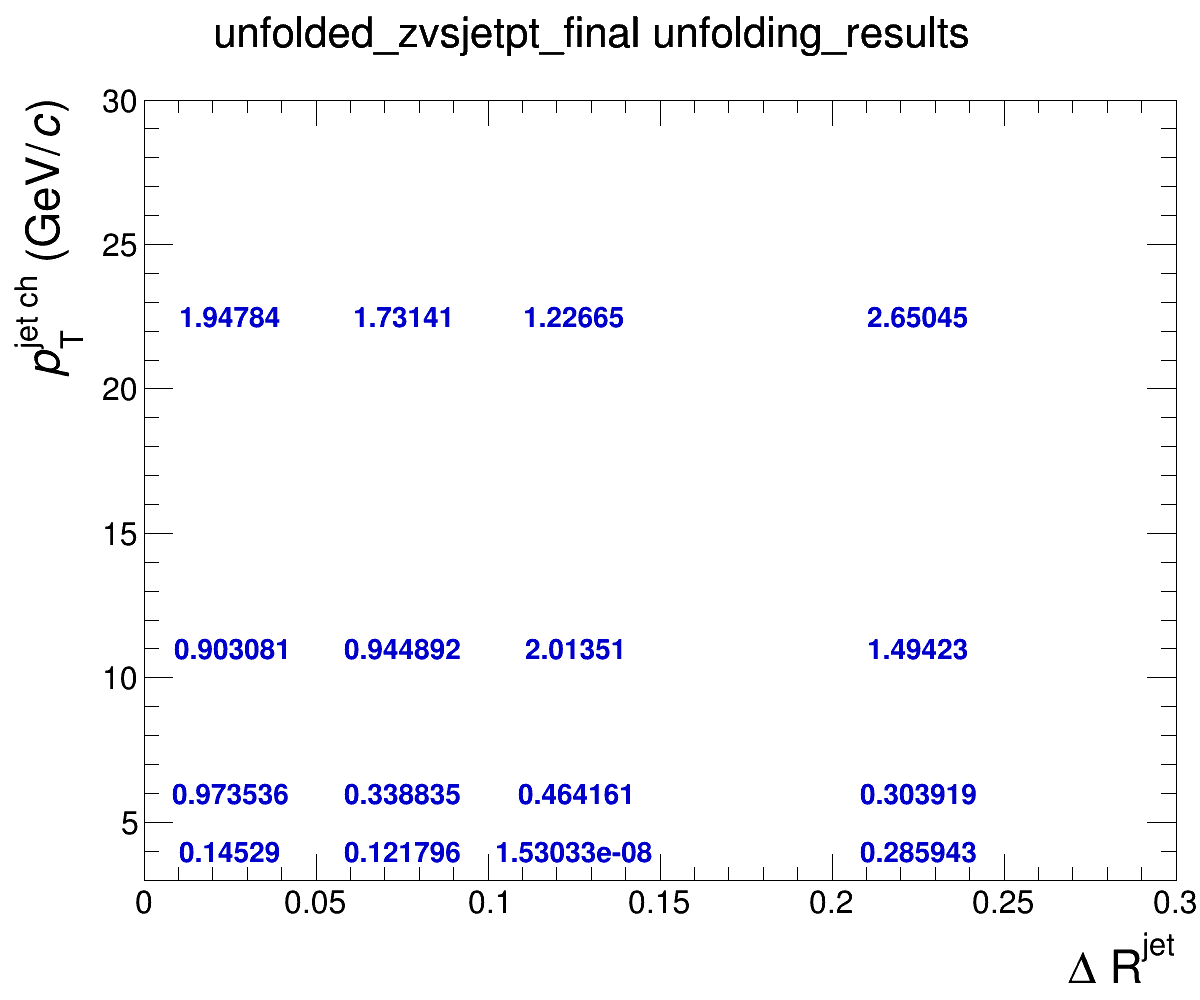 unfolded_zvsjetpt_final unfolding_results
p_T^jet ch (GeV/c)
30
25
1.94784 1.73141 1.22665 2.65045
20
15
0.903081 0.944892 2.01351 1.49423
10
0.973536 0.338835 0.464161 0.303919
5
0.14529 0.121796 1.53033e-08 0.285943
0 0.05 0.1 0.15 0.2 0.25 0.3
Δ R^jet